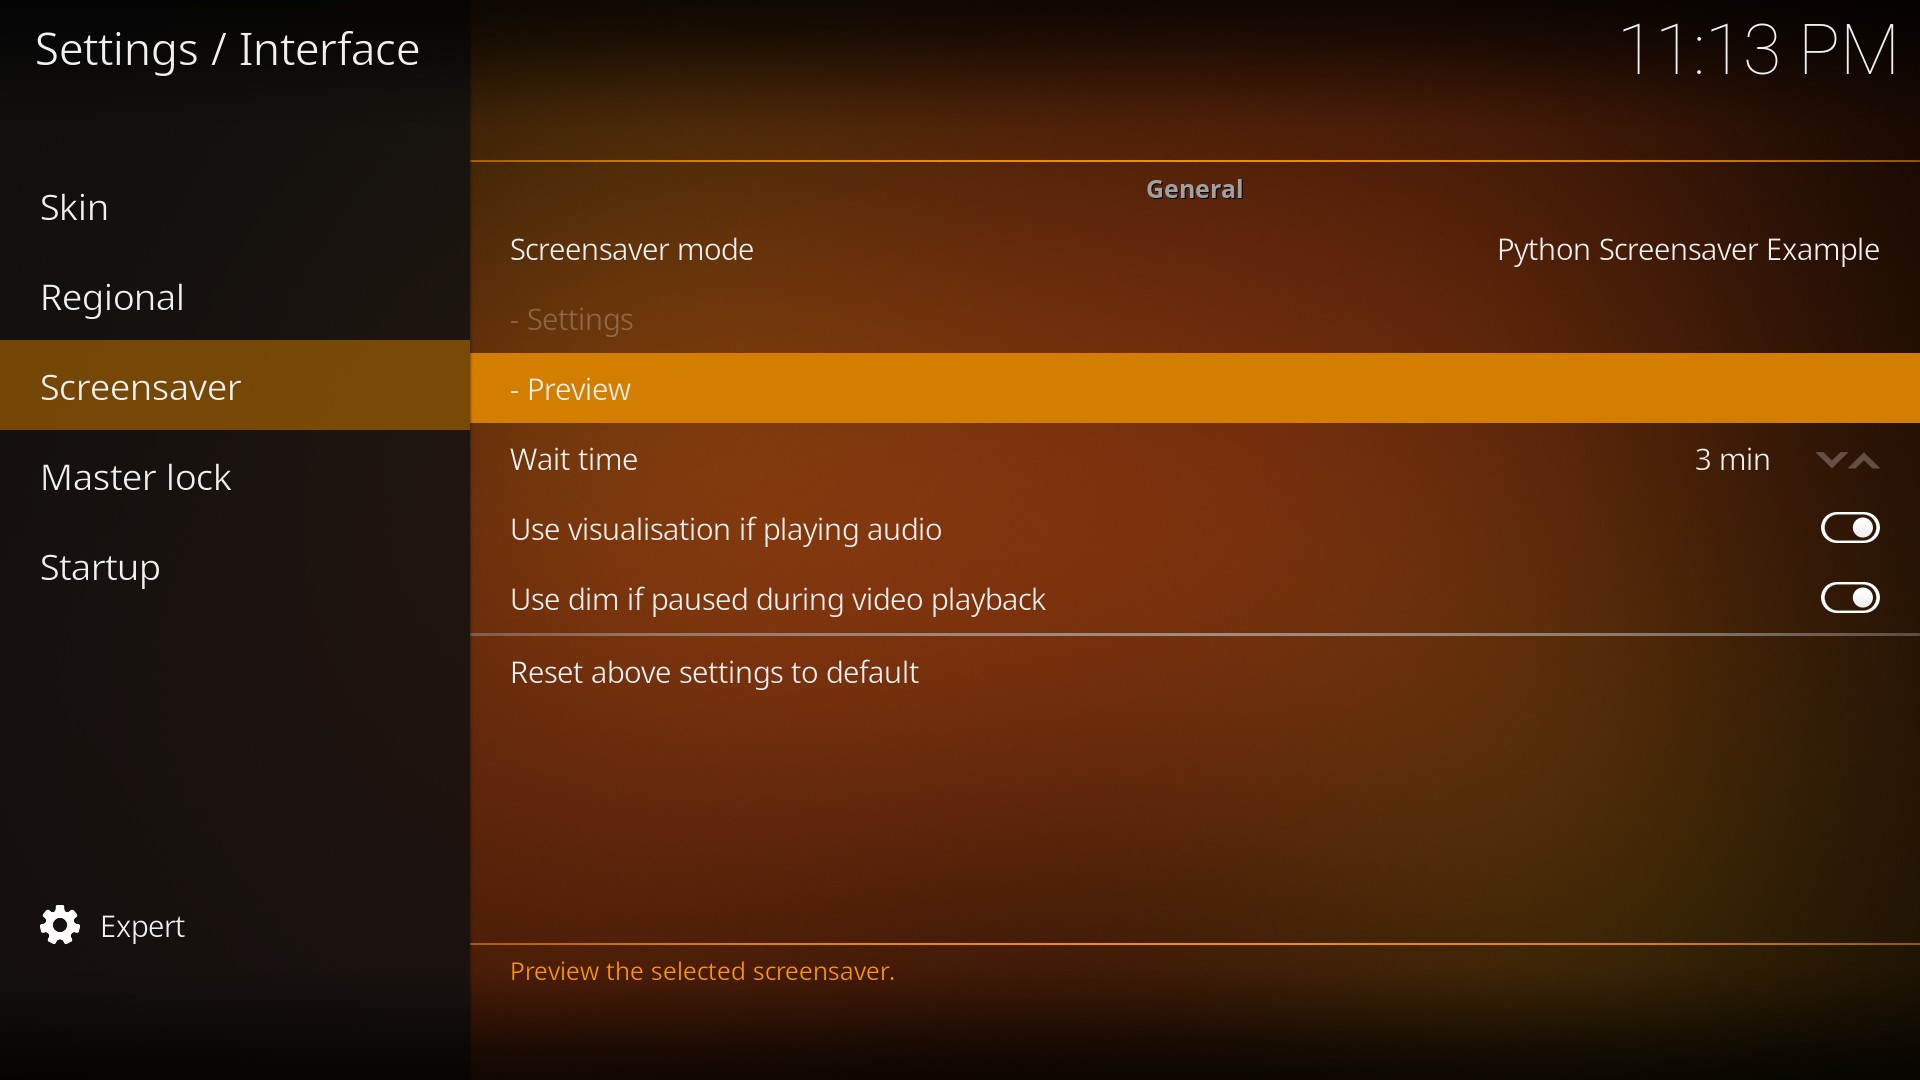 Settings / Interface
11:13 PM
Skin
Regional
Screensaver
Master lock
Startup
Expert
General
Screensaver mode Python Screensaver Example
- Settings
- Preview
Wait time 3 min
Use visualisation if playing audio
Use dim if paused during video playback
Reset above settings to default
Preview the selected screensaver.